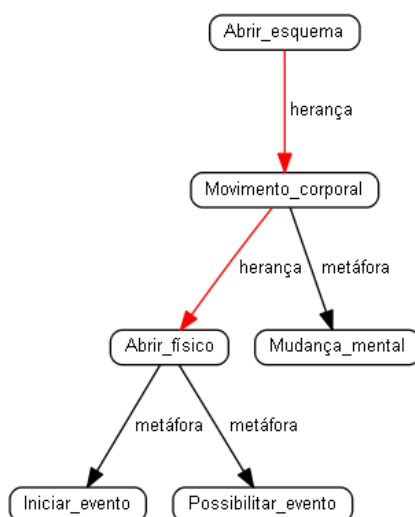 Abrir_esquema
herança
Movimento_corporal
herança
metáfora
Abrir_físico
Mudança_mental
metáfora
metáfora
Iniciar_evento
Possibilitar_evento